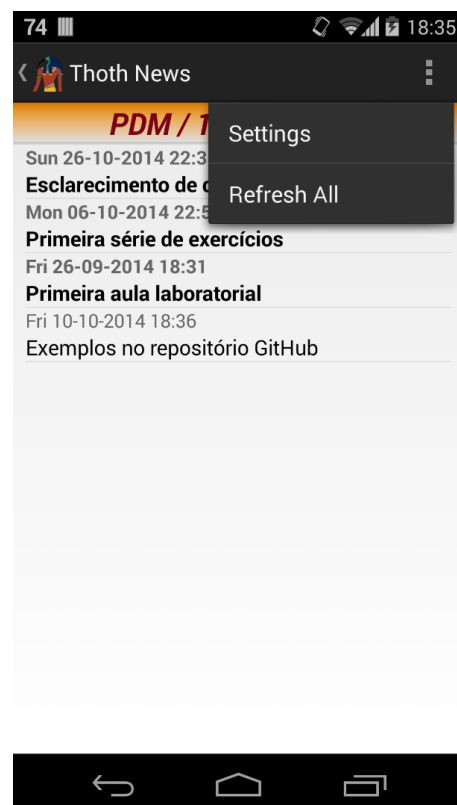 74 18:35
Thoth News
PDM / 1
Settings
Refresh All
Sun 26-10-2014 22:3
Esclarecimento de
Mon 06-10-2014 22:5
Primeira série de exercícios
Fri 26-09-2014 18:31
Primeira aula laboratorial
Fri 10-10-2014 18:36
Exemplos no repositório GitHub